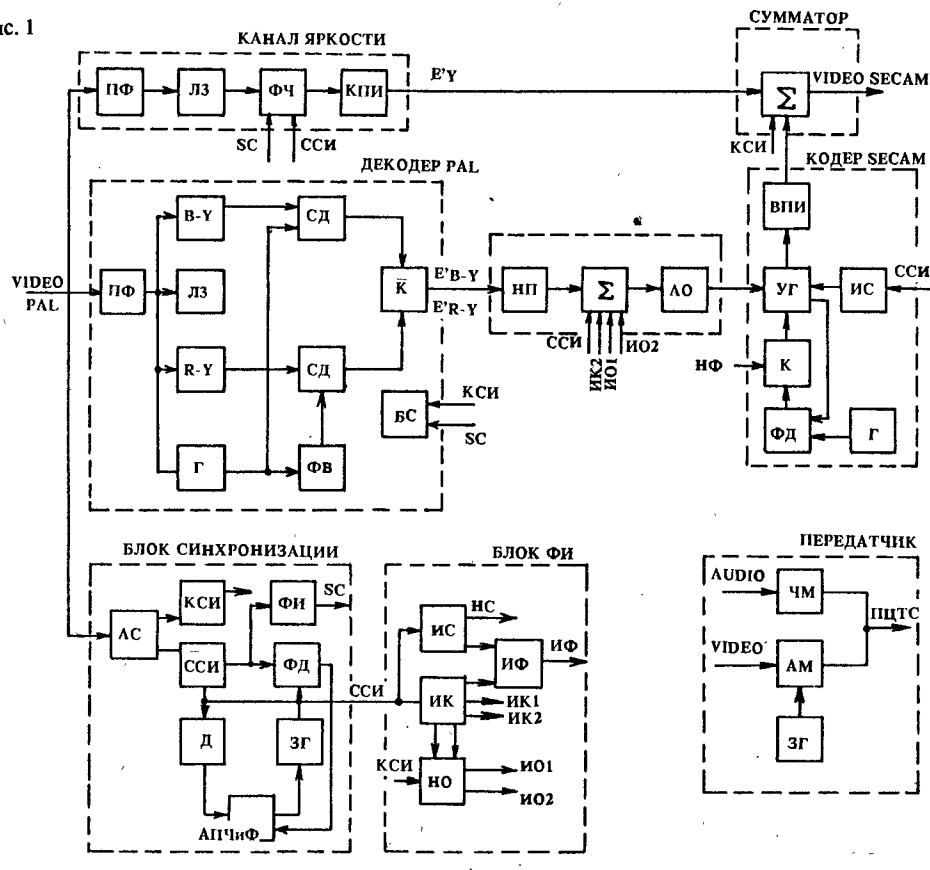 ис. 1
СУММАТОР
КАНАЛ ЯРКОСТИ
ПФ
ЛЗ
ФЧ
КПИ
E'Y
Σ
VIDEO SECAM
SC
ССИ
КСИ
ДЕКОДЕР PAL
КОДЕР SECAM
B-Y
СД
ВПИ
VIDEO
PAL
ПФ
ЛЗ
K
E'B-Y
E'R-Y
НП
Σ
ЛО
УГ
ИС
ССИ
ССИ
ИК2
ИО1
ИО2
R-Y
СД
НФ
К
БС
КСИ
SC
Г
ФВ
ФД
Г
БЛОК СИНХРОНИЗАЦИИ
БЛОК ФИ
ПЕРЕДАТЧИК
КСИ
ФИ
SC
НС
AUDIO
ЧМ
ЛС
ИС
ПЦТС
ССИ
ФД
ИФ
ИФ
VIDEO
АМ
ССИ
ИК
ИК1
ИК2
Д
ЗГ
ЗГ
КСИ
НО
ИО1
ИО2
АПЧиФ